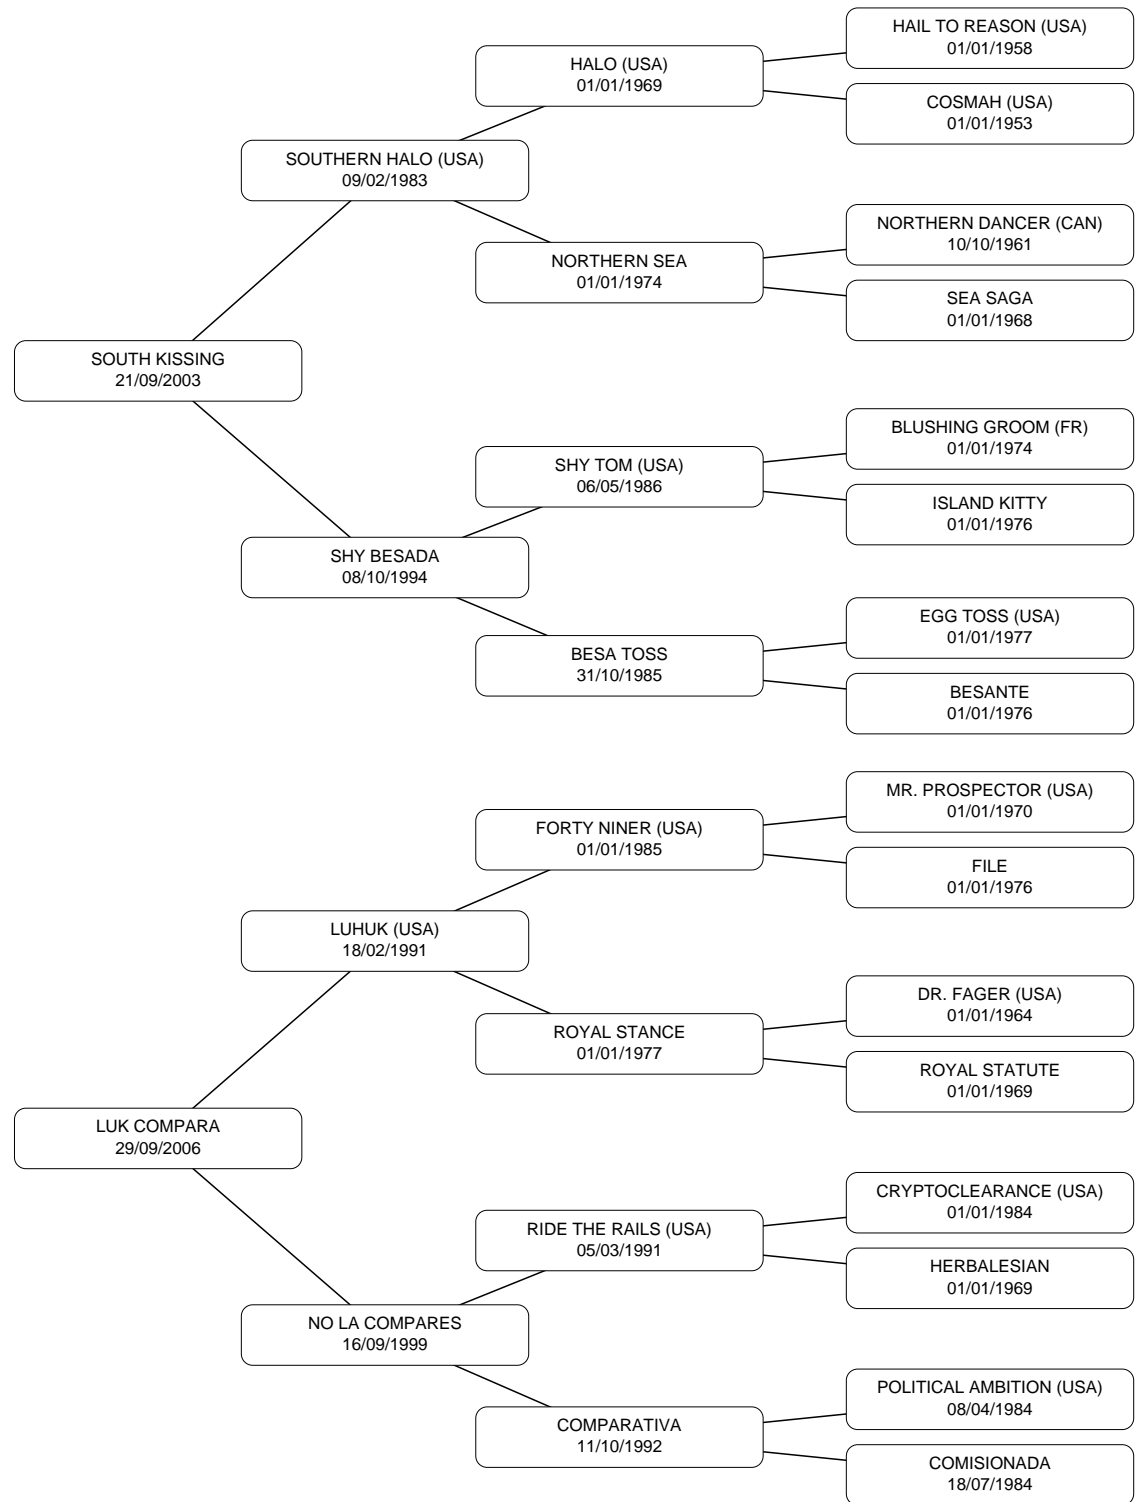 HAIL TO REASON (USA)
01/01/1958
HALO (USA)
01/01/1969
COSMAH (USA)
01/01/1953
SOUTHERN HALO (USA)
09/02/1983
NORTHERN DANCER (CAN)
10/10/1961
NORTHERN SEA
01/01/1974
SEA SAGA
01/01/1968
SOUTH KISSING
21/09/2003
BLUSHING GROOM (FR)
01/01/1974
SHY TOM (USA)
06/05/1986
ISLAND KITTY
01/01/1976
SHY BESADA
08/10/1994
EGG TOSS (USA)
01/01/1977
BESA TOSS
31/10/1985
BESANTE
01/01/1976
MR. PROSPECTOR (USA)
01/01/1970
FORTY NINER (USA)
01/01/1985
FILE
01/01/1976
LUHUK (USA)
18/02/1991
DR. FAGER (USA)
01/01/1964
ROYAL STANCE
01/01/1977
ROYAL STATUTE
01/01/1969
LUK COMPARA
29/09/2006
CRYPTOCLEARANCE (USA)
01/01/1984
RIDE THE RAILS (USA)
05/03/1991
HERBALESIAN
01/01/1969
NO LA COMPARES
16/09/1999
POLITICAL AMBITION (USA)
08/04/1984
COMPARATIVA
11/10/1992
COMISIONADA
18/07/1984